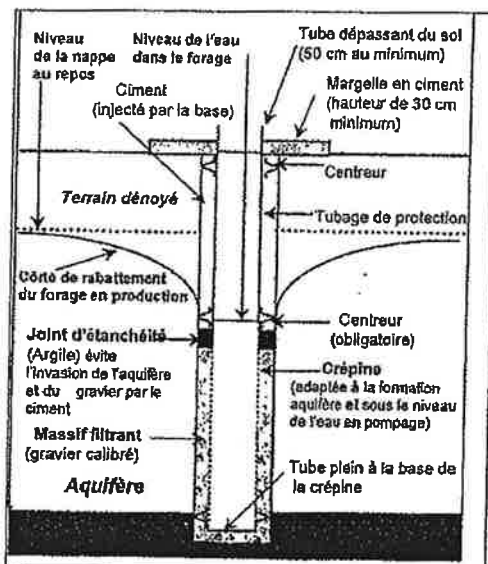 Niveau
de la nappe
au repos
Niveau de l'eau
dans le forage
Tube dépassant du sol
(50 cm au minimum)
Ciment
(injecté par la base)
Margelle en ciment
(hauteur de 30 cm
minimum)
Centreur
Terrain dénoyé
Tubage de protection
Côté de rabattement
du forage en production
Joint d'étanchéité
(Argile) évite
l'invasion de l'aquifère
et du gravier par le
ciment
Centreur
(obligatoire)
Crépine
(adaptée à la formation
aquifère et sous le niveau
de l'eau en pompage)
Massif filtrant
(gravier calibré)
Tube plein à la base de
la crépine
Aquifère